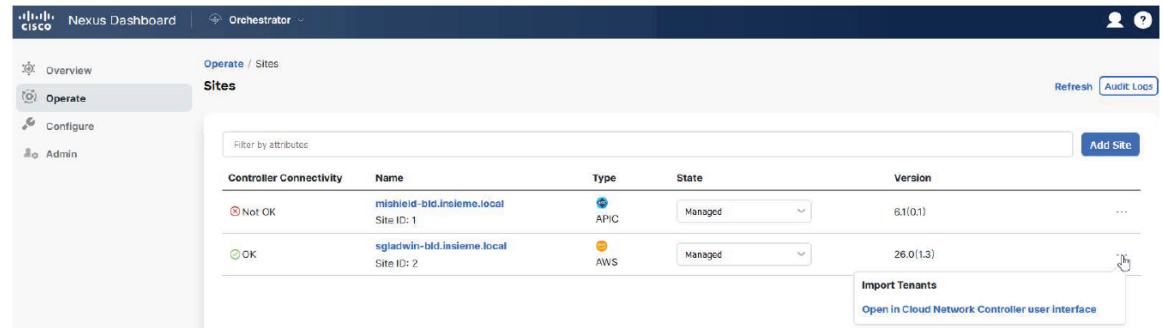 CISCO Nexus Dashboard Orchestrator
Operate / Sites
Sites
Refresh Audit Logs
Overview
Operate
Configure
Admin
Filter by attributes
Add Site
Controller Connectivity Name Type State Version
Not OK mishield-bld.insieme.local Managed 6.1(0.1) ...
Site ID: 1 APIC
OK sgladwin-bld.insieme.local Managed 26.0(1.3) ...
Site ID: 2 AWS
Import Tenants
Open in Cloud Network Controller user interface